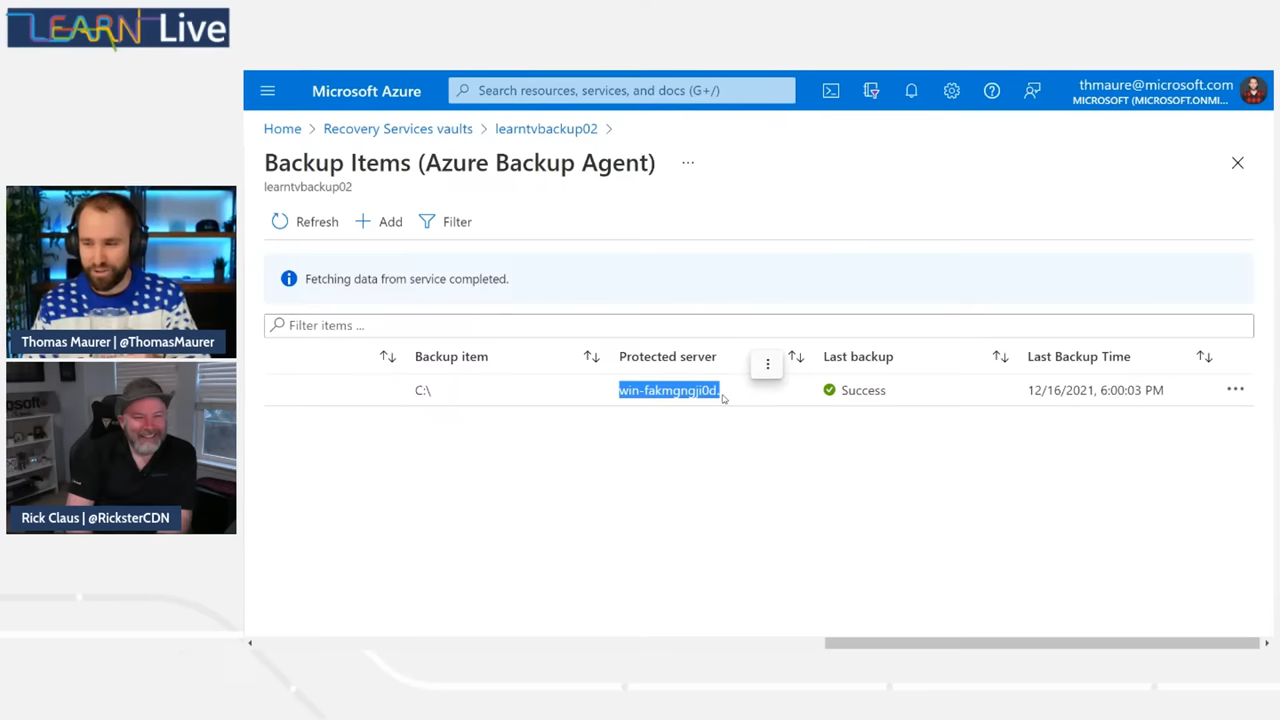 LEARN Live
Microsoft Azure
Search resources, services, and docs (G+/)
thmaure@microsoft.com
MICROSOFT (MICROSOFT.ONMI...
Home > Recovery Services vaults > learntvbackup02 >
Backup Items (Azure Backup Agent) ...
learntvbackup02
Refresh + Add Filter
Fetching data from service completed.
Filter items ...
Backup item Protected server Last backup Last Backup Time
C:\ win-fakmgngji0d. Success 12/16/2021, 6:00:03 PM ...
Thomas Maurer | @ThomasMaurer
Rick Claus | @RicksterCDN